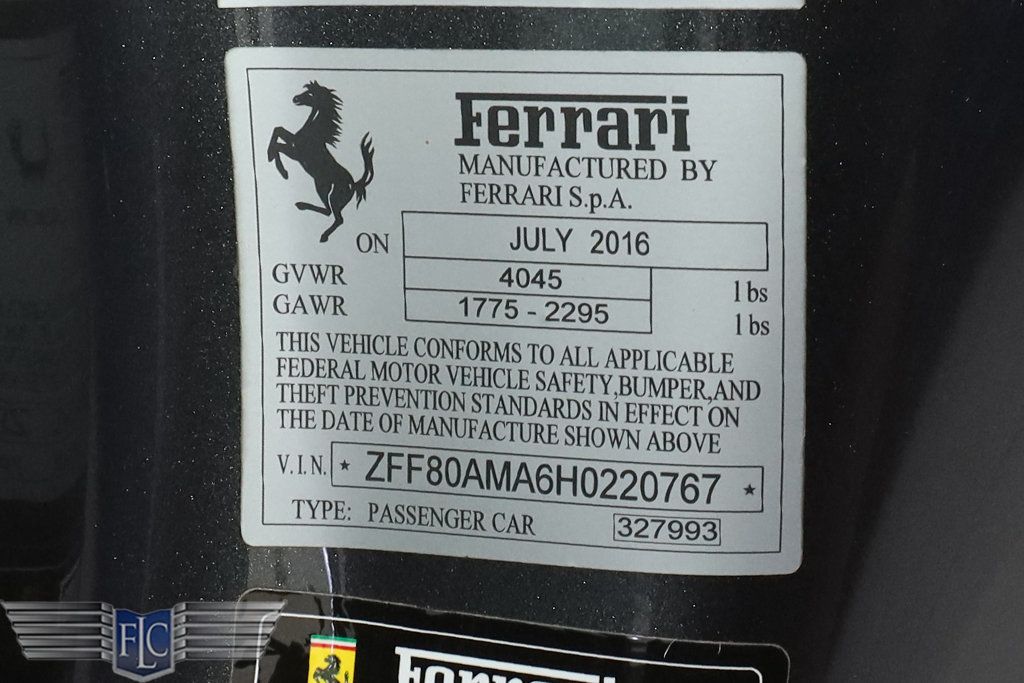 Ferrari
MANUFACTURED BY
FERRARI S.p.A.
ON JULY 2016
GVWR 4045 lbs
GAWR 1775 - 2295 lbs
THIS VEHICLE CONFORMS TO ALL APPLICABLE
FEDERAL MOTOR VEHICLE SAFETY,BUMPER,AND
THEFT PREVENTION STANDARDS IN EFFECT ON
THE DATE OF MANUFACTURE SHOWN ABOVE
V.I.N. * ZFF80AMA6H0220767 *
TYPE: PASSENGER CAR 327993
FLC
Ferrari